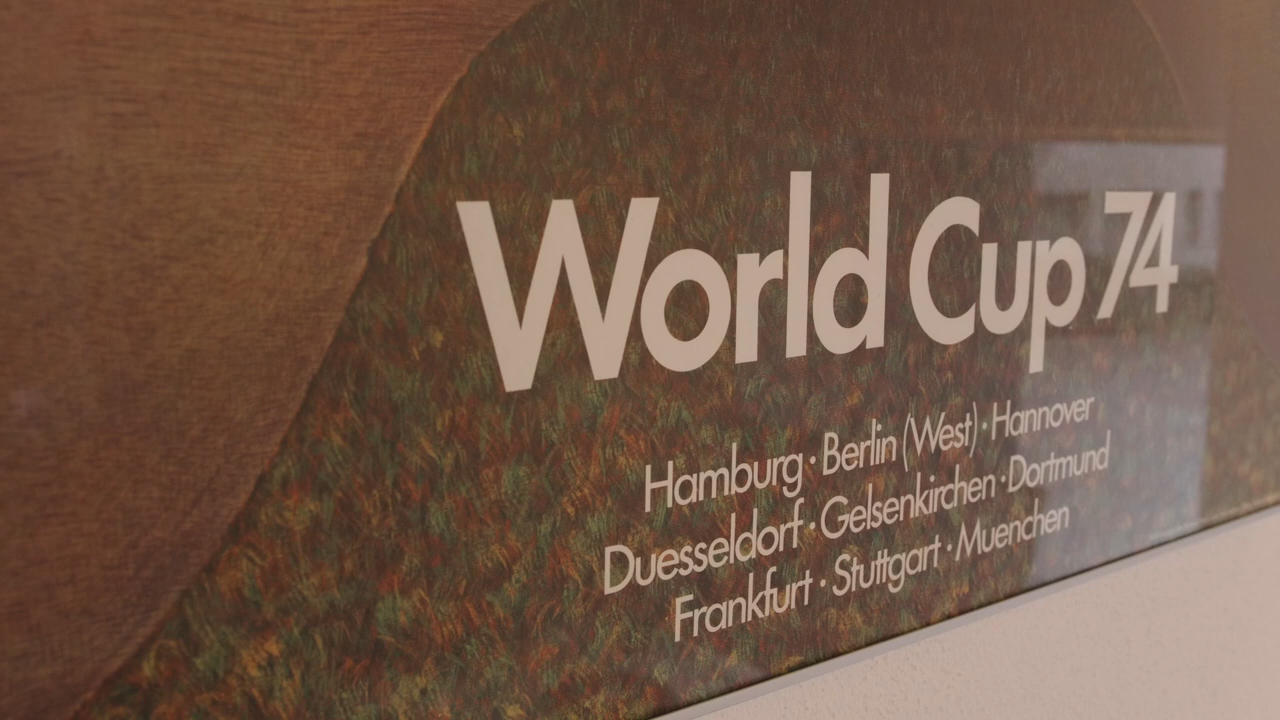 World Cup 74
Hamburg · Berlin (West) · Hannover
Duesseldorf · Gelsenkirchen · Dortmund
Frankfurt · Stuttgart · Muenchen